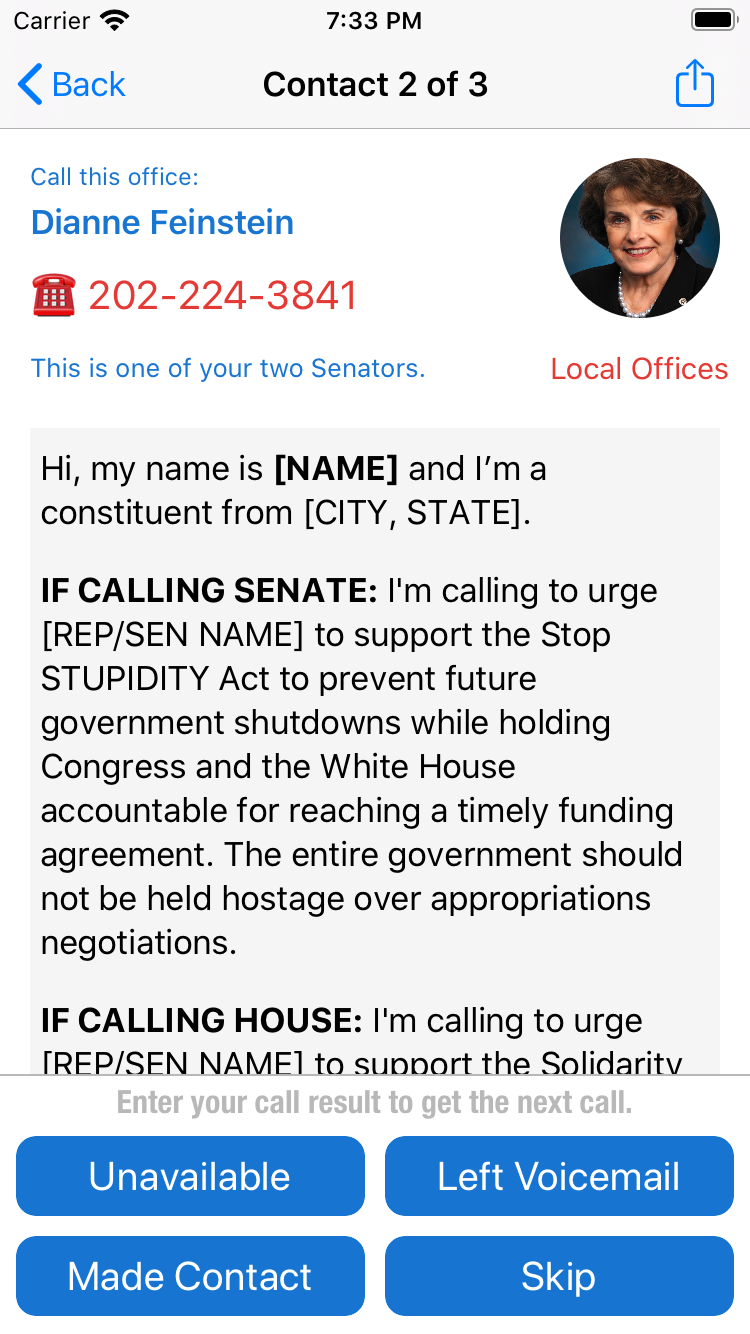 Carrier 7:33 PM
Back Contact 2 of 3
Call this office:
Dianne Feinstein
202-224-3841
This is one of your two Senators. Local Offices
Hi, my name is [NAME] and I’m a
constituent from [CITY, STATE].
IF CALLING SENATE: I'm calling to urge
[REP/SEN NAME] to support the Stop
STUPIDITY Act to prevent future
government shutdowns while holding
Congress and the White House
accountable for reaching a timely funding
agreement. The entire government should
not be held hostage over appropriations
negotiations.
IF CALLING HOUSE: I'm calling to urge
[REP/SEN NAME] to support the Solidarity
Enter your call result to get the next call.
Unavailable Left Voicemail
Made Contact Skip